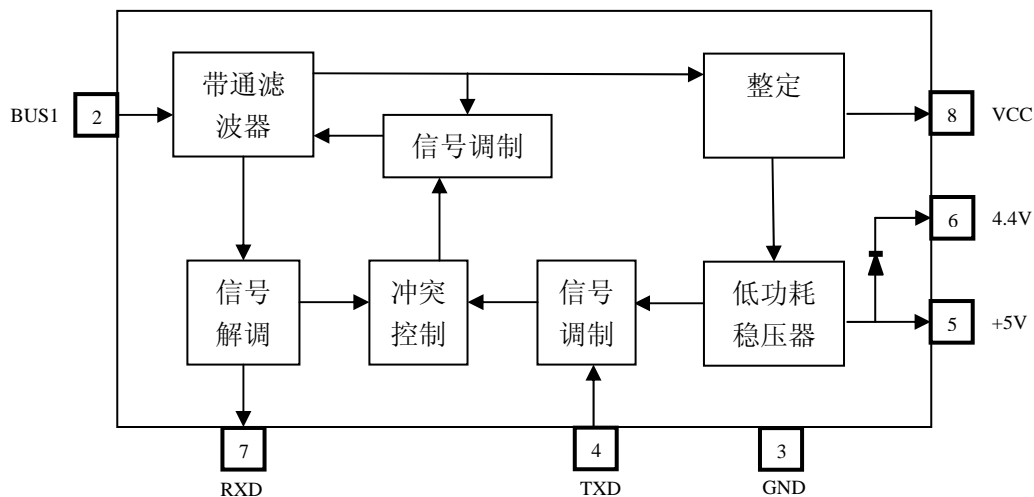 带通滤
波器
整定
BUS1
2
8
VCC
信号调制
6
4.4V
信号
解调
冲突
控制
信号
调制
低功耗
稳压器
5
+5V
7
4
3
RXD
TXD
GND